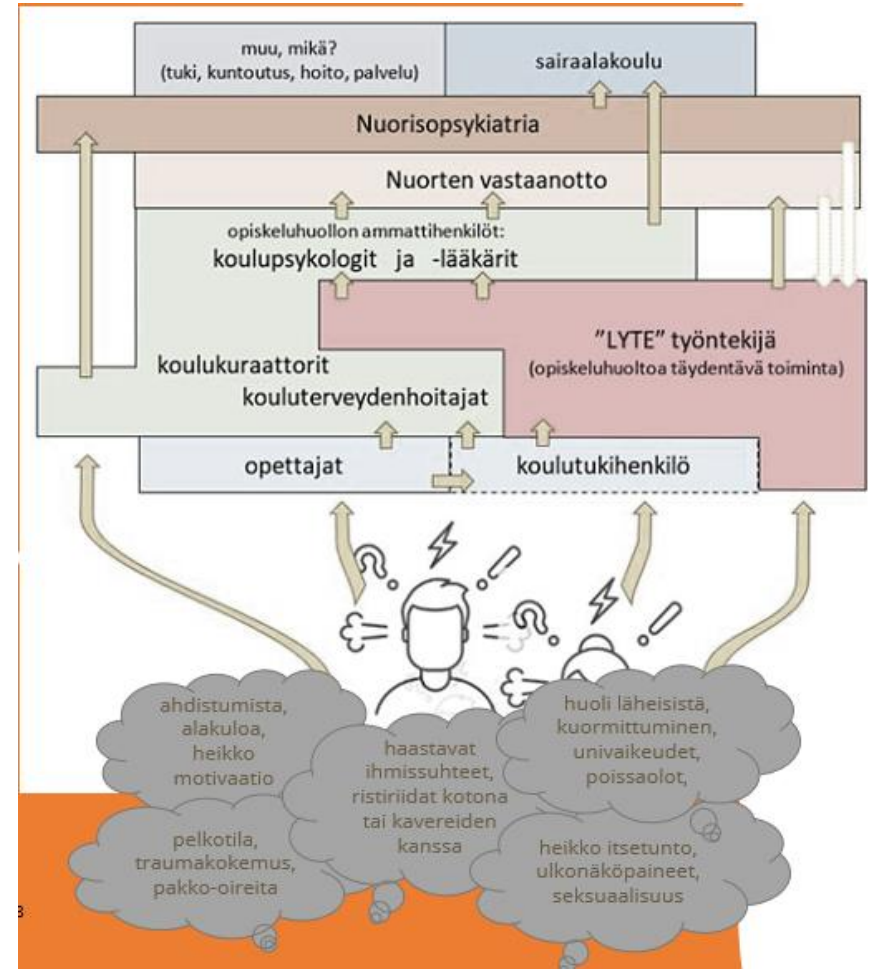 muu, mikä?
(tuki, kuntoutus, hoito, palvelu)
sairaalakoulu
Nuorisopsykiatria
Nuorten vastaanotto
opiskeluhuollon ammattihenkilöt:
koulupsykologit ja -lääkärit
"LYTE" työntekijä
(opiskeluhuoltoa täydentävä toiminta)
koulukuraattorit
kouluterveydenhoitajat
opettajat
koulutukihenkilö
ahdistumista,
alakuloa,
heikko
motivaatio
haastavat
ihmissuhteet,
ristiriidat kotona
tai kavereiden
kanssa
huoli läheisistä,
kuormittuminen,
univaikeudet,
poissaolot,
pelkotila,
traumakokemus,
pakko-oireita
heikko itsetunto,
ulkonäköpaineet,
seksuaalisuus